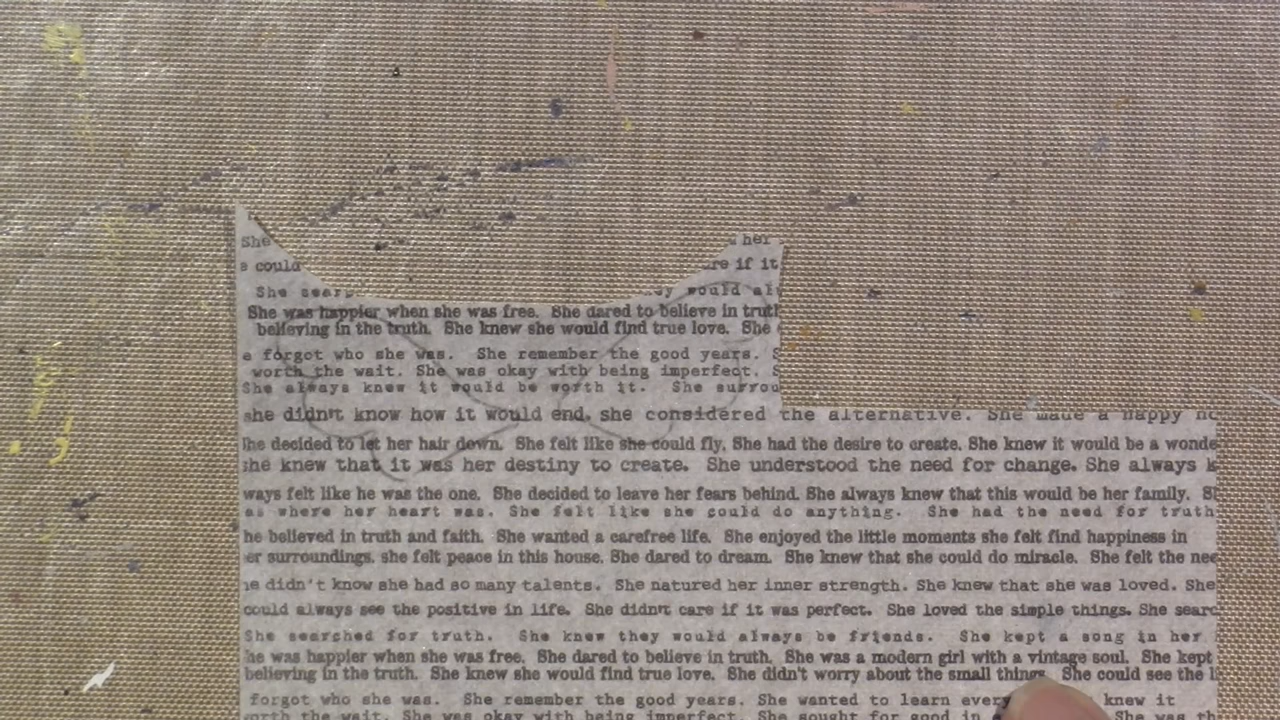 She her
could are if it
She would
She was happier when she was free. She dared to believe in truth
believing in the truth. She knew she would find true love. She
e forgot who she was. She remember the good years. S
worth the wait. She was okay with being imperfect. S
She always knew it would be worth it. She surrou
she didn't know how it would end. she considered the alternative. She made a happy
he decided to let her hair down. She felt like she could fly. She had the desire to create. She knew it would be a wonde
she knew that it was her destiny to create. She understood the need for change. She always k
ways felt like he was the one. She decided to leave her fears behind. She always knew that this would be her family. S
as where her heart was. She felt like she could do anything. She had the need for truth
he believed in truth and faith. She wanted a carefree life. She enjoyed the little moments she felt find happiness in
er surroundings. she felt peace in this house. She dared to dream. She knew that she could do miracle. She felt the nee
e didn't know she had so many talents. She natured her inner strength. She knew that she was loved. She
could always see the positive in life. She didn't care if it was perfect. She loved the simple things. She searc
She searched for truth. She knew they would always be friends. She kept a song in her
he was happier when she was free. She dared to believe in truth. She was a modern girl with a vintage soul. She kept
believing in the truth. She knew she would find true love. She didn't worry about the small things. She could see the
forgot who she was. She remember the good years. She wanted to learn every knew it
worth the wait. She was okay with being imperfect. She sought for good in She was